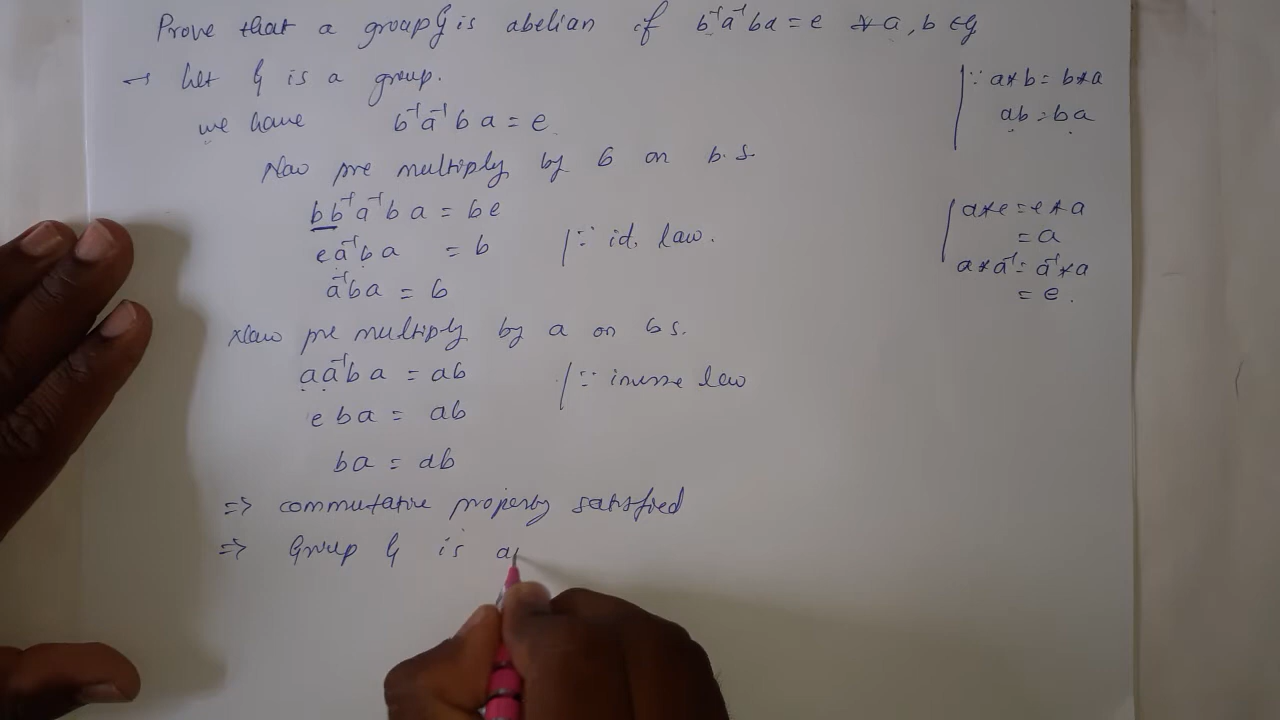 Prove that a group G is abelian if b⁻¹a⁻¹ba = e ∀ a, b ∈ G
→ Let G is a group.
we have b⁻¹a⁻¹ba = e
Now pre multiply by b on b.s.
bb⁻¹a⁻¹ba = be
ea⁻¹ba = b |∵ id. law.
a⁻¹ba = b
Now pre multiply by a on b s.
aa⁻¹ba = ab |∵ inverse law
eba = ab
ba = ab
⇒ commutative property satisfied
⇒ Group G is a
|∵ a*b = b*a
ab = ba
| a*e = e*a
= a
a*a⁻¹ = a⁻¹*a
= e.